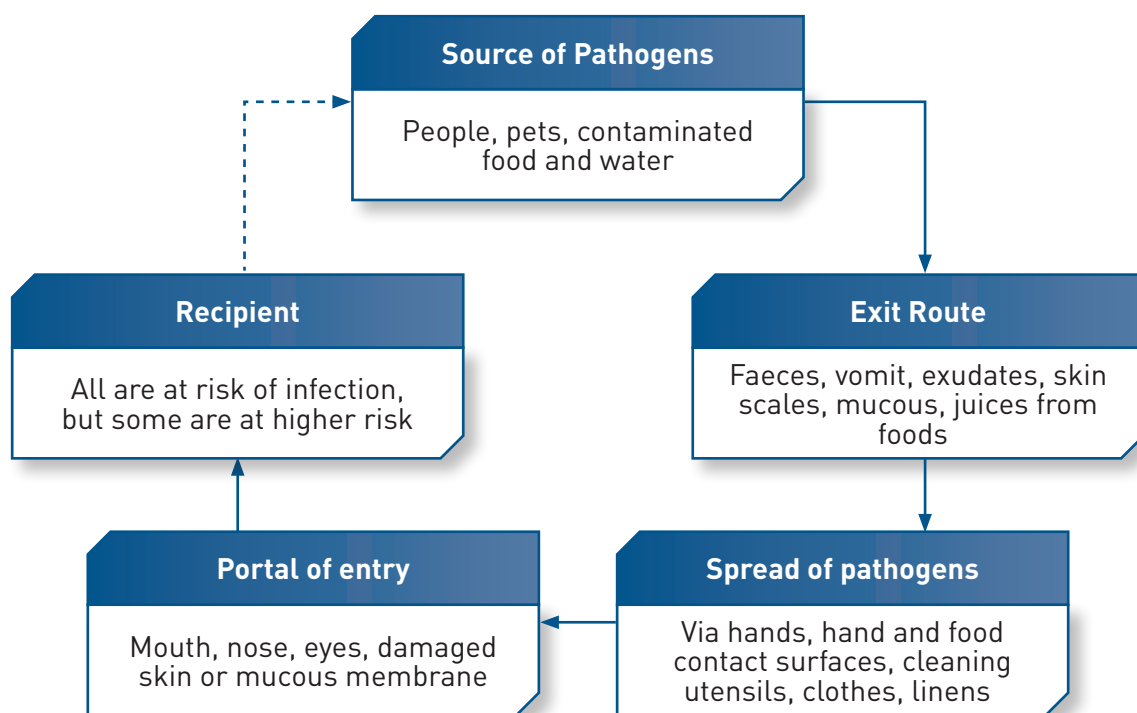 Source of Pathogens
People, pets, contaminated
food and water
Exit Route
Faeces, vomit, exudates, skin
scales, mucous, juices from
foods
Spread of pathogens
Via hands, hand and food
contact surfaces, cleaning
utensils, clothes, linens
Portal of entry
Mouth, nose, eyes, damaged
skin or mucous membrane
Recipient
All are at risk of infection,
but some are at higher risk